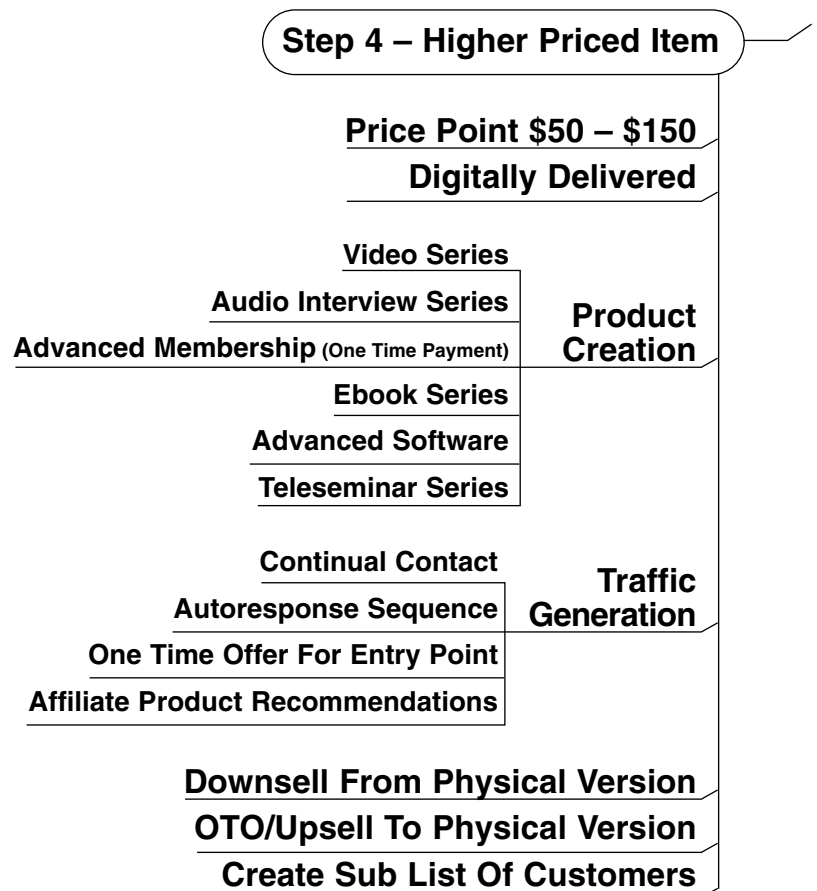 Step 4 – Higher Priced Item
Price Point $50 – $150
Digitally Delivered
Video Series
Audio Interview Series
Product
Creation
Advanced Membership (One Time Payment)
Ebook Series
Advanced Software
Teleseminar Series
Continual Contact
Traffic
Generation
Autoresponse Sequence
One Time Offer For Entry Point
Affiliate Product Recommendations
Downsell From Physical Version
OTO/Upsell To Physical Version
Create Sub List Of Customers